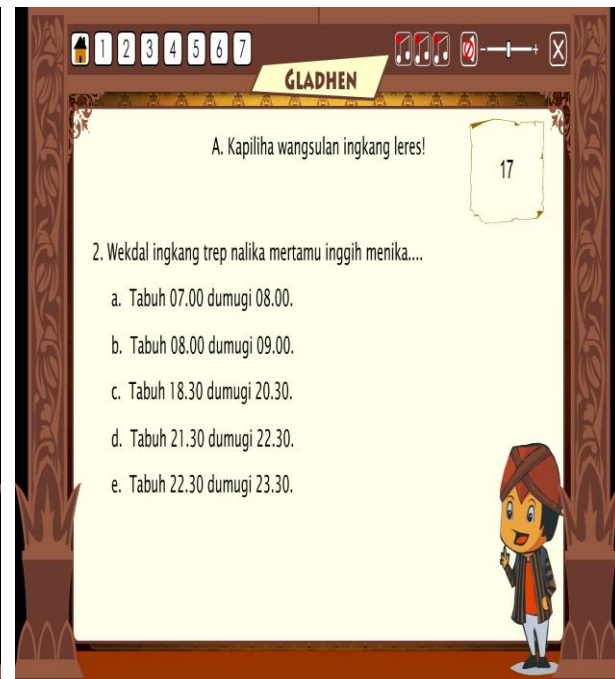 1 2 3 4 5 6 7
GLADHEN
A. Kapiliha wangsulan ingkang leres!
17
2. Wekdal ingkang trep nalika mertamu inggih menika....
a. Tabuh 07.00 dumugi 08.00.
b. Tabuh 08.00 dumugi 09.00.
c. Tabuh 18.30 dumugi 20.30.
d. Tabuh 21.30 dumugi 22.30.
e. Tabuh 22.30 dumugi 23.30.